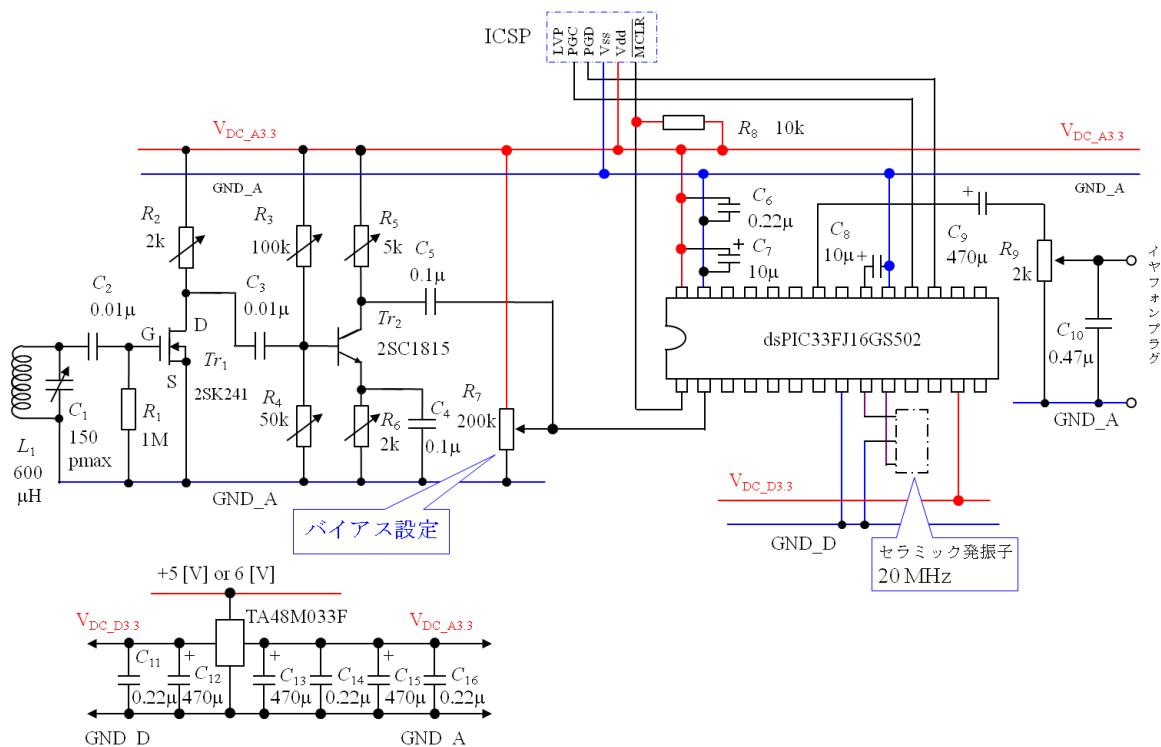 ICSP
LVP
PGC
PGD
Vss
Vdd
MCLR
R8 10k
VDC_A3.3
VDC_A3.3
GND_A
GND_A
R2
2k
R3
100k
R5
5k
C5
0.1μ
C6
0.22μ
C7
10μ
C8
10μ
+
+
+
C9
470μ
R9
2k
イヤフォンプラグ
C2
0.01μ
C3
0.01μ
G
D
S
Tr1
2SK241
Tr2
2SC1815
dsPIC33FJ16GS502
C10
0.47μ
GND_A
L1
600
μH
C1
150
pmax
R1
1M
R4
50k
R6
2k
C4
0.1μ
R7
200k
GND_A
バイアス設定
VDC_D3.3
GND_D
セラミック発振子
20 MHz
+5 [V] or 6 [V]
TA48M033F
VDC_D3.3
VDC_A3.3
C11
0.22μ
+
C12
470μ
+
C13
470μ
C14
0.22μ
+
C15
470μ
C16
0.22μ
GND_D
GND_A